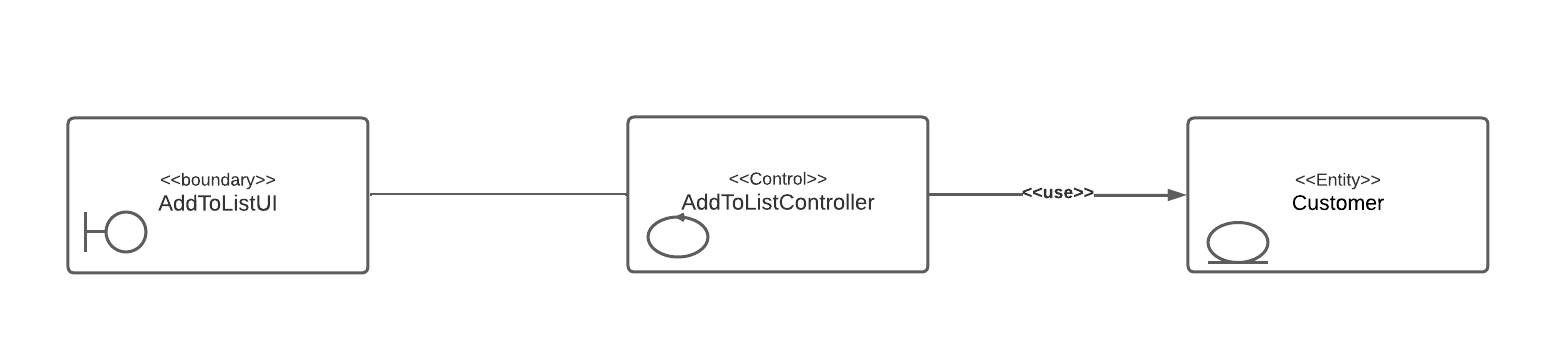 <<boundary>>
AddToListUI
<<Control>>
AddToListController
<<use>>
<<Entity>>
Customer